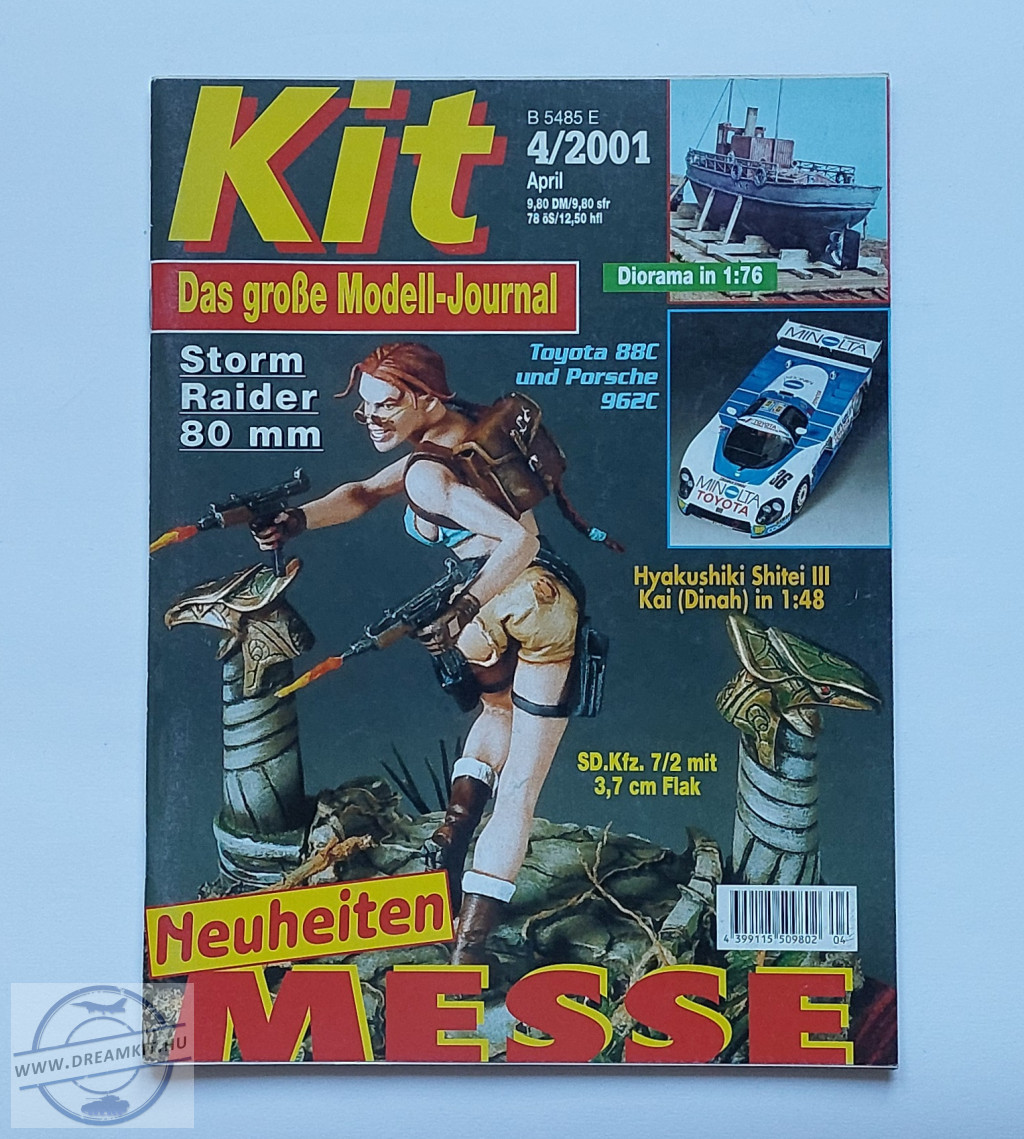 Kit
B 5485 E
4/2001
April
9,80 DM/9,80 sfr
78 öS/12,50 hfl
Das große Modell-Journal
Diorama in 1:76
Storm
Raider
80 mm
Toyota 88C
und Porsche
962C
MINOLTA
36
MINOLTA
TOYOTA
Hyakushiki Shitei III
Kai (Dinah) in 1:48
SD.Kfz. 7/2 mit
3,7 cm Flak
Neuheiten
MESSE
4 399115 509802 04
WWW.DREAMKIT.HU